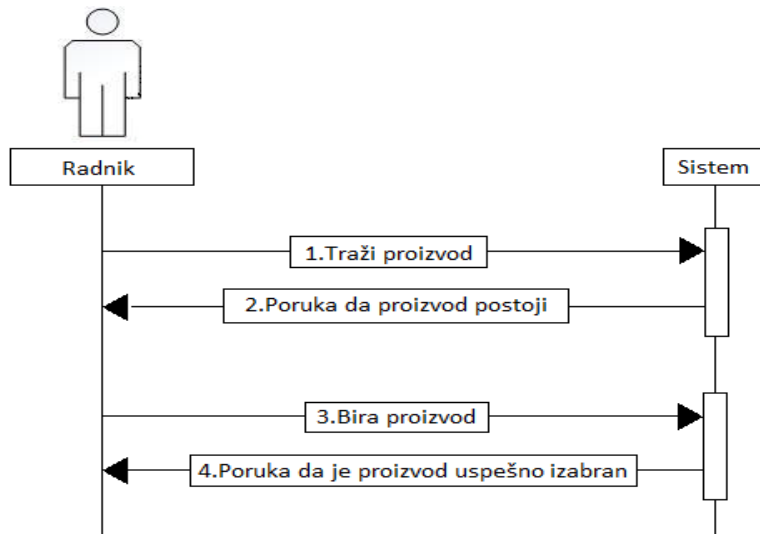 Radnik
Sistem
1.Traži proizvod
2.Poruka da proizvod postoji
3.Bira proizvod
4.Poruka da je proizvod uspešno izabran